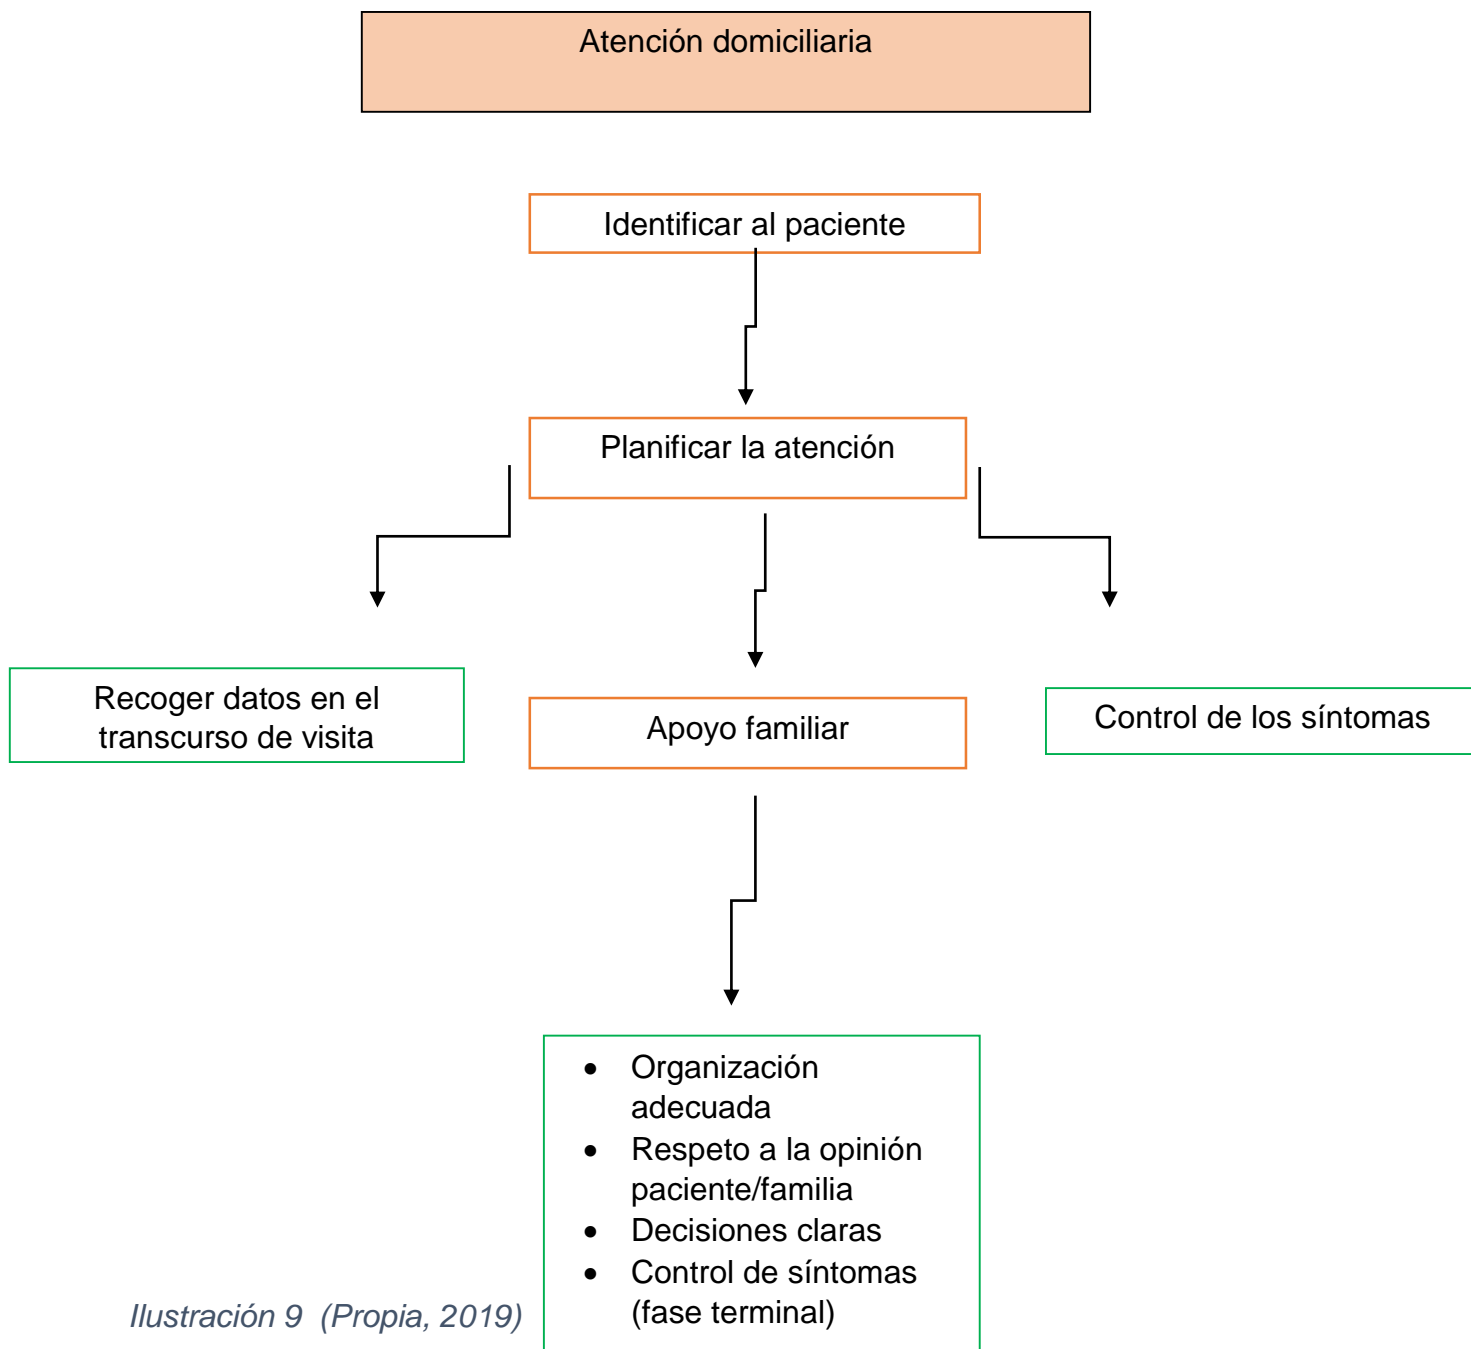 Atención domiciliaria
Identificar al paciente
Planificar la atención
Recoger datos en el
transcurso de visita
Apoyo familiar
Control de los síntomas
• Organización
adecuada
• Respeto a la opinión
paciente/familia
• Decisiones claras
• Control de síntomas
(fase terminal)
Ilustración 9 (Propia, 2019)